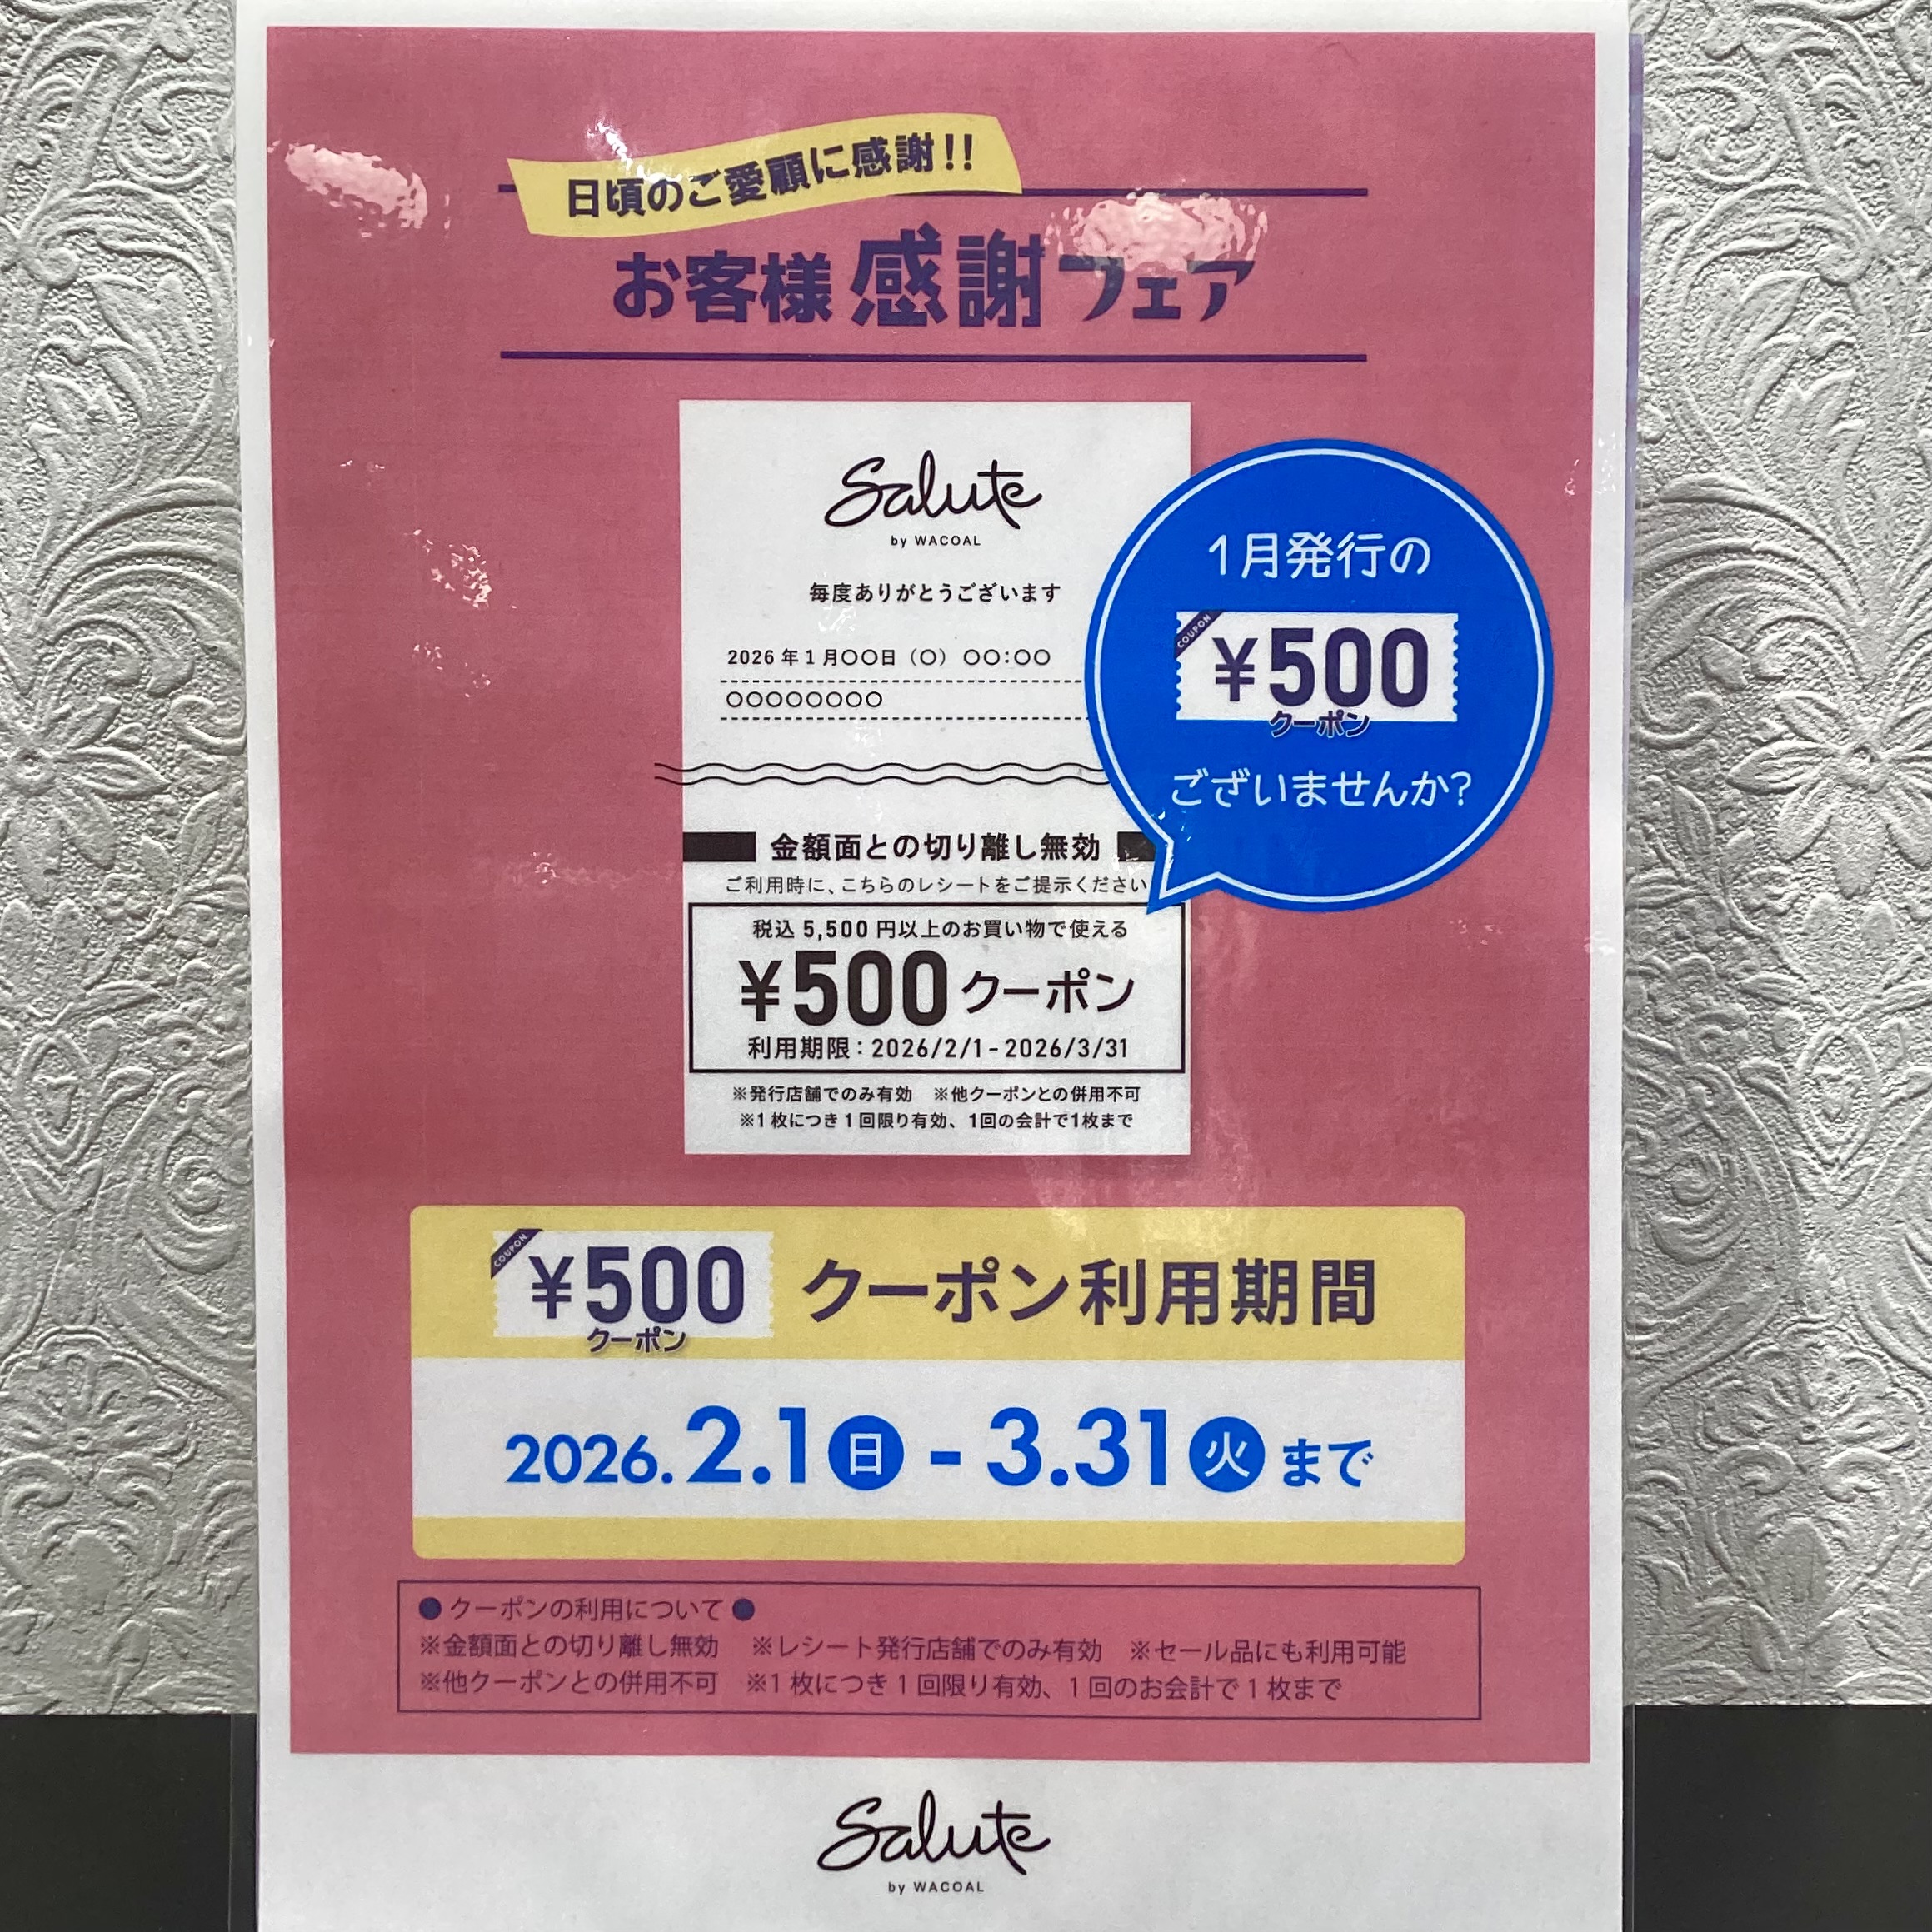 日頃のご愛顧に感謝!!
お客様感謝フェア
Salute
by WACOAL
毎度ありがとうございます
2026年1月〇〇日（〇）〇〇:〇〇
〇〇〇〇〇〇〇〇
1月発行の
COUPON
¥500
クーポン
ございませんか?
金額面との切り離し無効
ご利用時に、こちらのレシートをご提示ください
税込5,500円以上のお買い物で使える
¥500クーポン
利用期限：2026/2/1-2026/3/31
※発行店舗でのみ有効 ※他クーポンとの併用不可
※1枚につき1回限り有効、1回の会計で1枚まで
COUPON
¥500
クーポン
クーポン利用期間
2026.2.1日-3.31火まで
●クーポンの利用について●
※金額面との切り離し無効 ※レシート発行店舗でのみ有効 ※セール品にも利用可能
※他クーポンとの併用不可 ※1枚につき1回限り有効、1回のお会計で1枚まで
Salute
by WACOAL